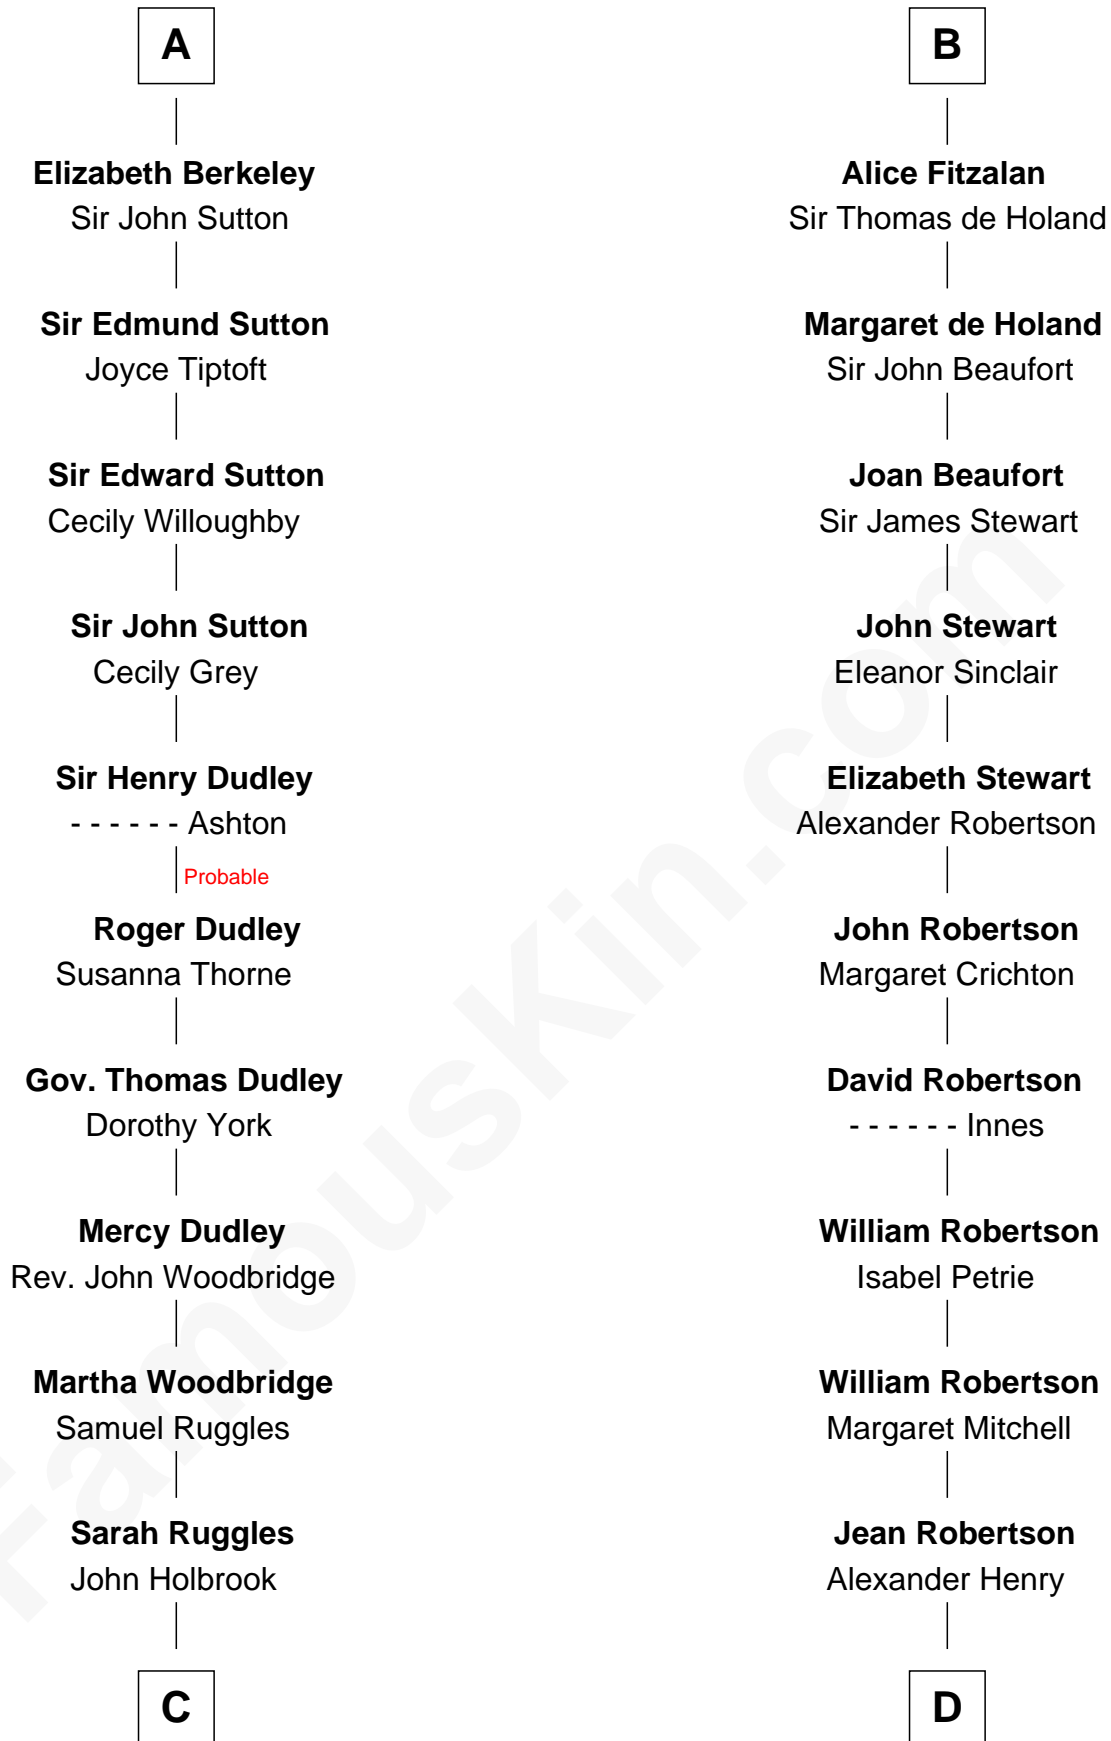 A
Elizabeth Berkeley
Sir John Sutton
Sir Edmund Sutton
Joyce Tiptoft
Sir Edward Sutton
Cecily Willoughby
Sir John Sutton
Cecily Grey
Sir Henry Dudley
- - - - - - Ashton
Probable
Roger Dudley
Susanna Thorne
Gov. Thomas Dudley
Dorothy York
Mercy Dudley
Rev. John Woodbridge
Martha Woodbridge
Samuel Ruggles
Sarah Ruggles
John Holbrook
C
B
Alice Fitzalan
Sir Thomas de Holand
Margaret de Holand
Sir John Beaufort
Joan Beaufort
Sir James Stewart
John Stewart
Eleanor Sinclair
Elizabeth Stewart
Alexander Robertson
John Robertson
Margaret Crichton
David Robertson
- - - - - - Innes
William Robertson
Isabel Petrie
William Robertson
Margaret Mitchell
Jean Robertson
Alexander Henry
D
FamousKin.com